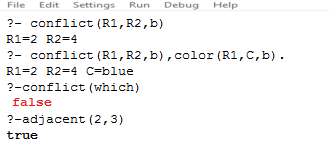 File Edit Settings Run Debug Help
?- conflict(R1,R2,b)
R1=2 R2=4
?- conflict(R1,R2,b),color(R1,C,b).
R1=2 R2=4 C=blue
?-conflict(which)
false
?-adjacent(2,3)
true